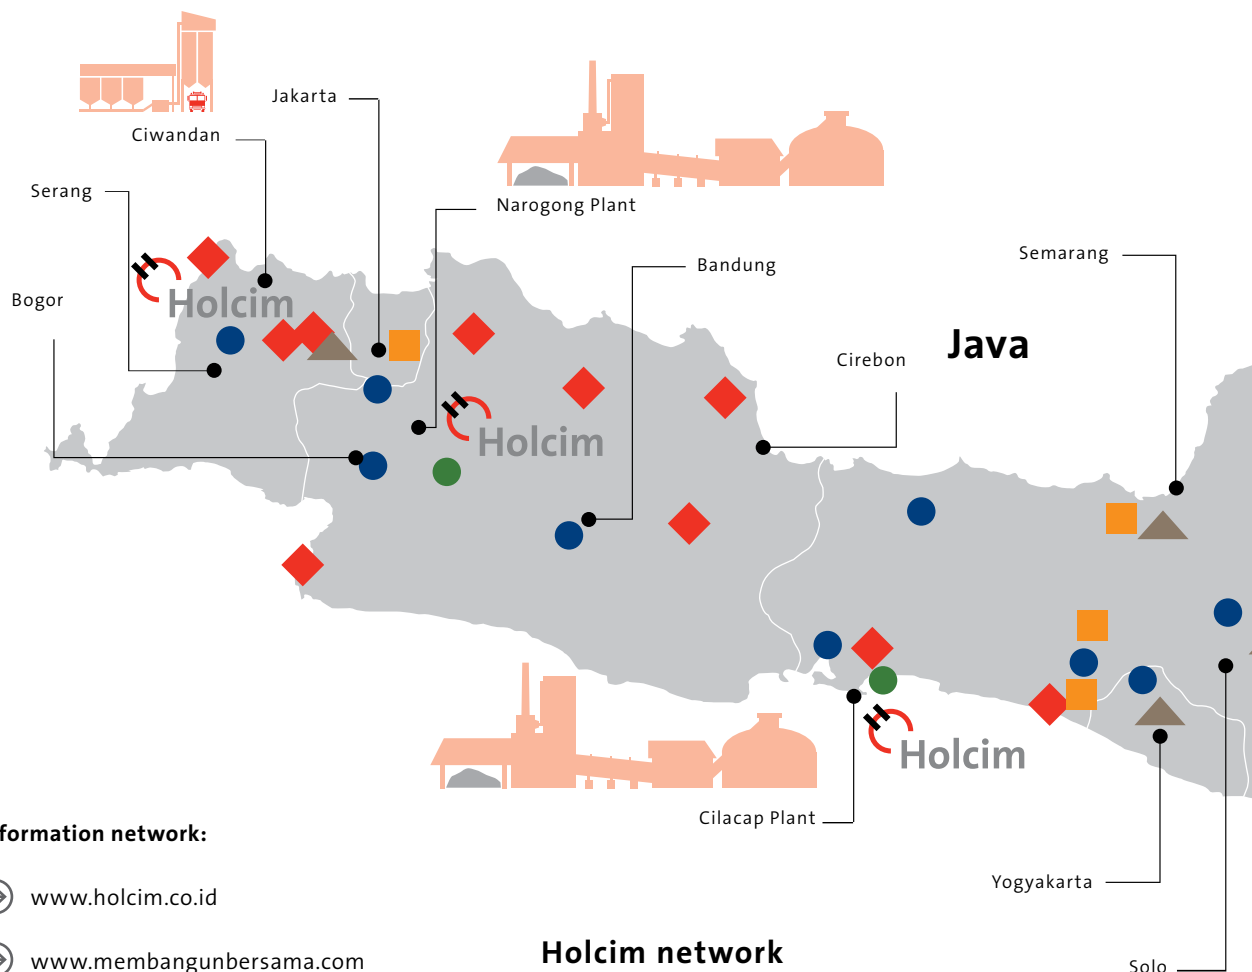 Jakarta
Ciwandan
Serang
Narogong Plant
Semarang
Bandung
Bogor
Holcim
Java
Cirebon
Holcim
Holcim
Cilacap Plant
formation network:
Yogyakarta
www.holcim.co.id
Holcim network
www.membangunbersama.com
Solo